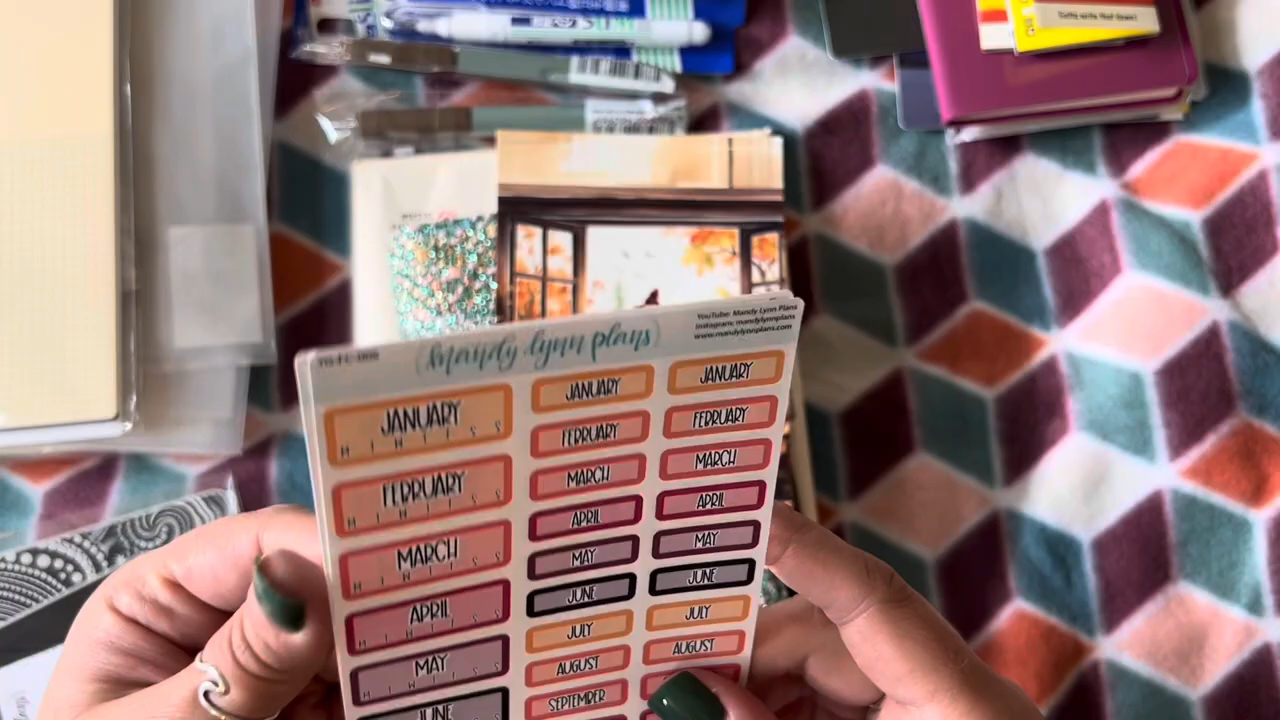 Gotta write that down!
mandy lynn plans
YouTube: Mandy Lynn Plans
Instagram: mandylynnplans
www.mandylynnplans.com
JANUARY
M T W T F S S
FEBRUARY
M T W T F S S
MARCH
M T W T F S S
APRIL
M T W T F S S
MAY
M T W T F S S
JUNE
JANUARY
FEBRUARY
MARCH
APRIL
MAY
JUNE
JULY
AUGUST
SEPTEMBER
JANUARY
FEBRUARY
MARCH
APRIL
MAY
JUNE
JULY
AUGUST